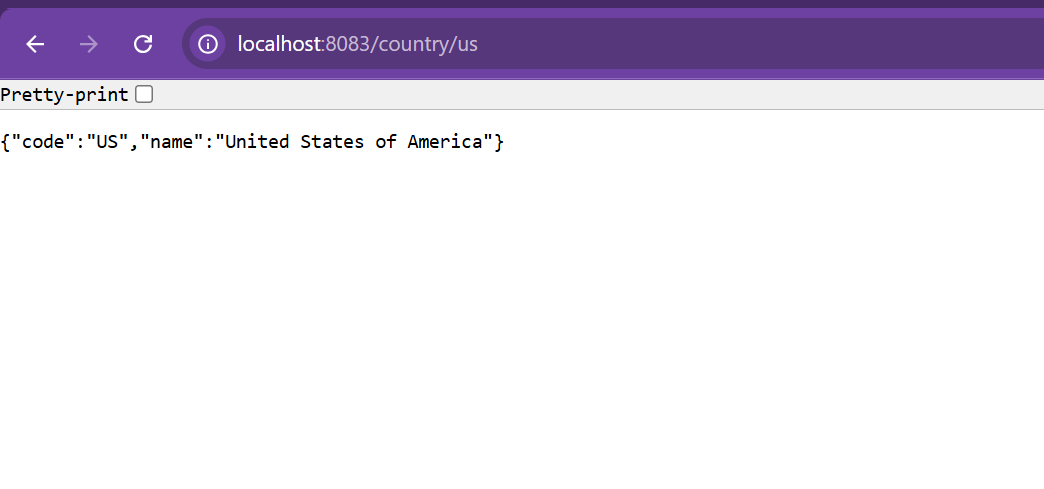 localhost:8083/country/us
Pretty-print
{"code":"US","name":"United States of America"}